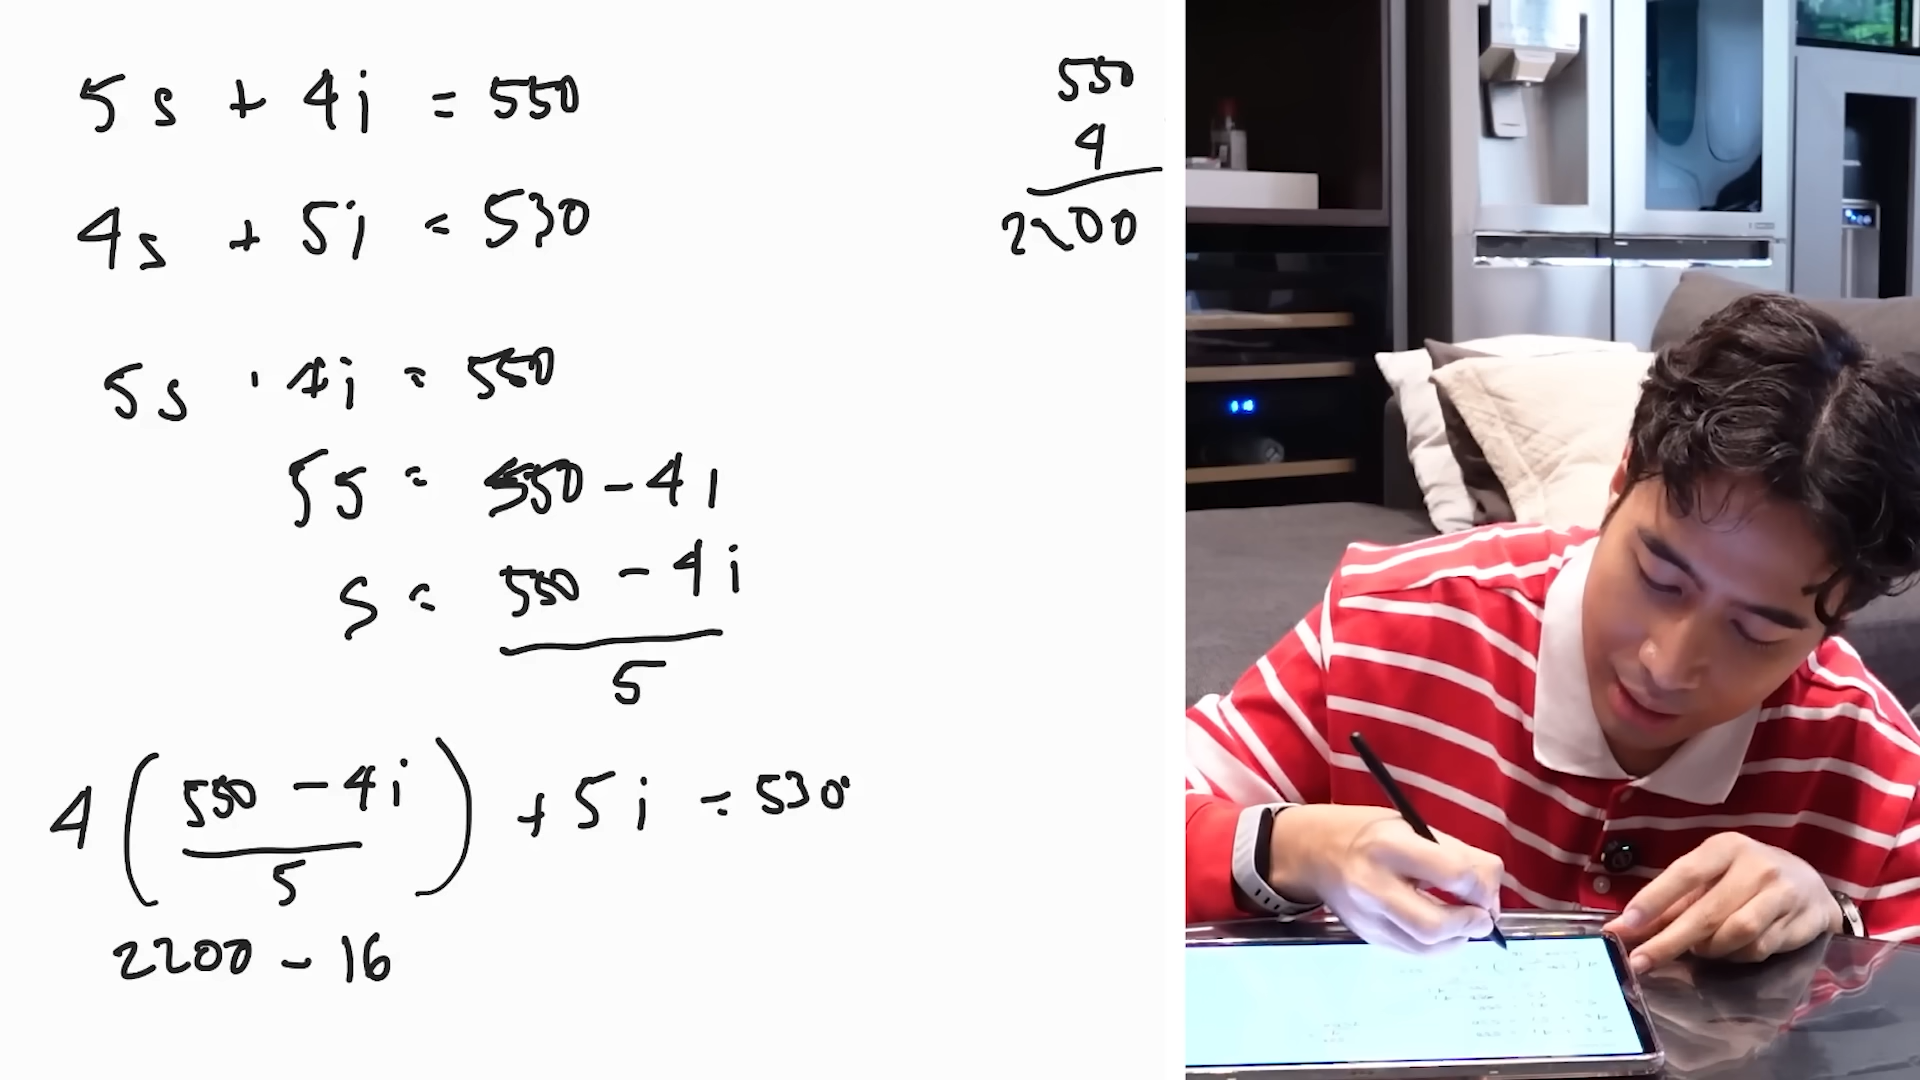 5s + 4i = 550
4s + 5i = 530
5s + 4i = 550
5s = 550 - 4i
s = 550 - 4i
5
4 ( 550 - 4i ) + 5i = 530
5
2200 - 16
550
4
2200